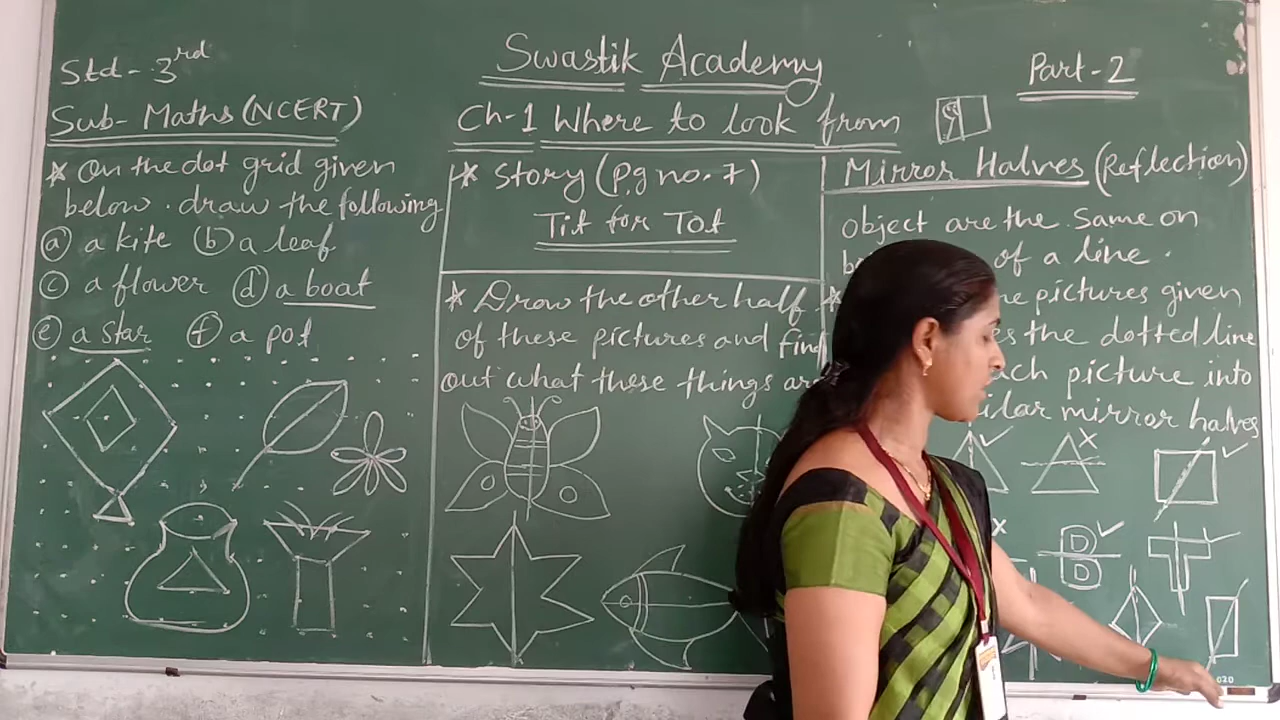 Std - 3rd
Swastik Academy
Part - 2
Sub - Maths (NCERT)
Ch-1 Where to look from
* On the dot grid given
below. draw the following
(a) a kite (b) a leaf
(c) a flower (d) a boat
(e) a star (f) a pot
* Story (Pg no. 7)
Tit for Tot
* Draw the other half
of these pictures and find
out what these things are
Mirror Halves (Reflection)
object are the same on
of a line.
pictures given
the dotted line
picture into
mirror halves
D
D